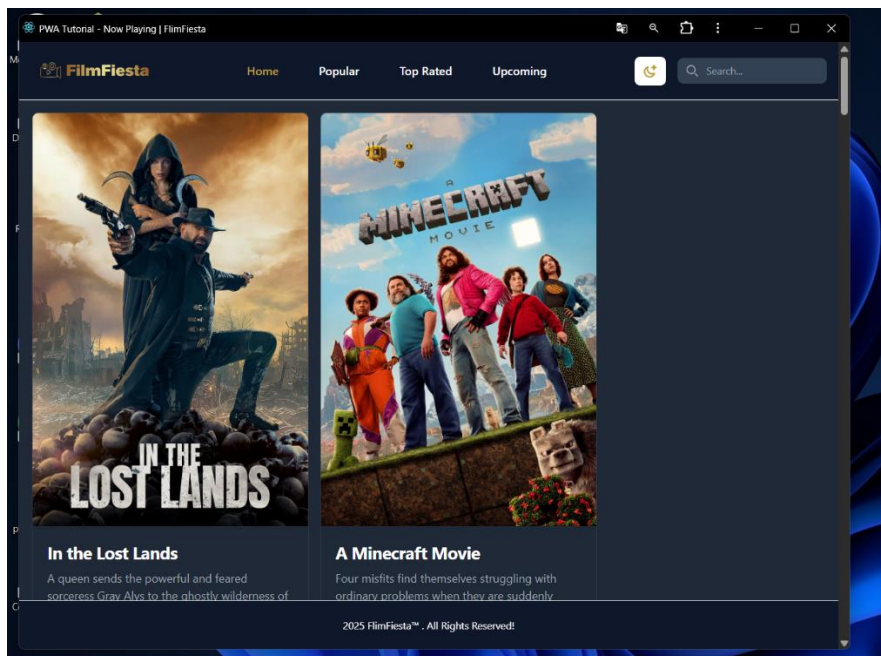 PWA Tutorial - Now Playing | FlimFiesta
FilmFiesta
Home
Popular
Top Rated
Upcoming
Search...
A
MINECRAFT
MOVIE
IN THE
LOST LANDS
In the Lost Lands
A queen sends the powerful and feared
sorceress Gray Alys to the ghostly wilderness of
A Minecraft Movie
Four misfits find themselves struggling with
ordinary problems when they are suddenly
2025 FlimFiesta™ . All Rights Reserved!